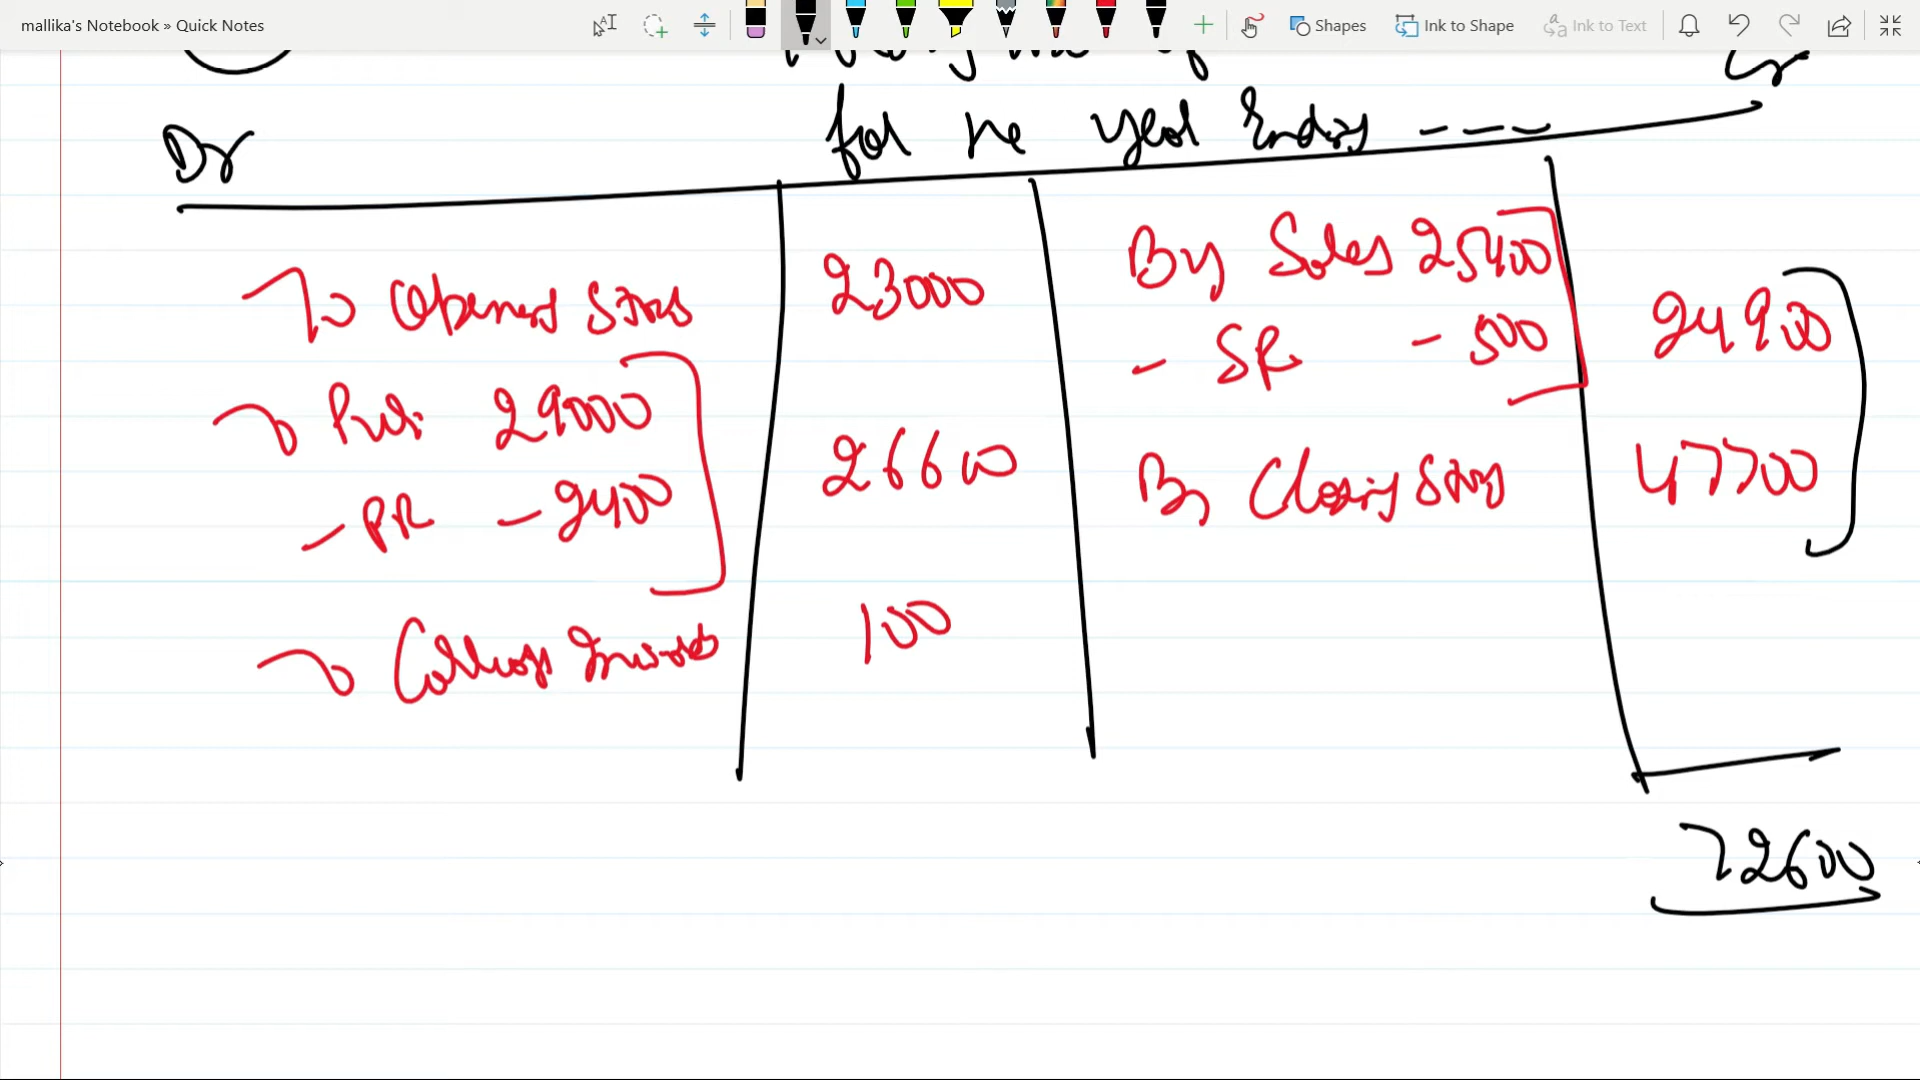 mallika's Notebook » Quick Notes
Shapes Ink to Shape Ink to Text
for the year Ending ----
Dr Cr
To Opening Stock 23000 By Sales 25400
- SR - 500 24900
To Pur: 29000
- PR - 2400 26600 By Closing Stock 47700
To Carriage Inwards 100
72600